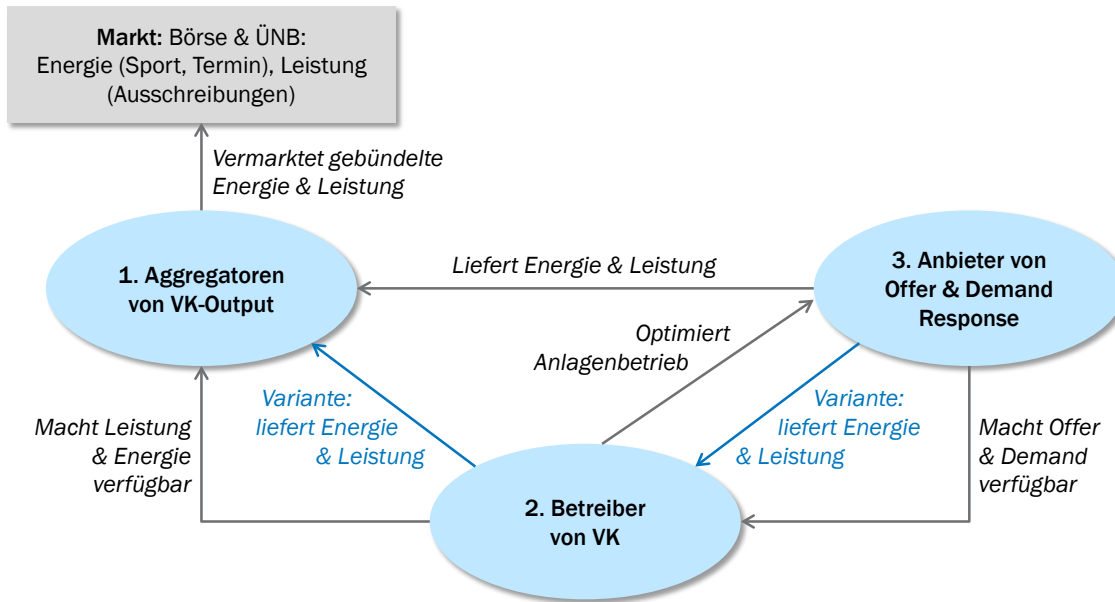 Markt: Börse & ÜNB:
Energie (Sport, Termin), Leistung
(Ausschreibungen)
Vermarktet gebündelte
Energie & Leistung
1. Aggregatoren
von VK-Output
Liefert Energie & Leistung
3. Anbieter von
Offer & Demand
Response
Optimiert
Anlagenbetrieb
Macht Leistung
& Energie
verfügbar
Variante:
liefert Energie
& Leistung
Variante:
liefert Energie
& Leistung
Macht Offer
& Demand
verfügbar
2. Betreiber
von VK